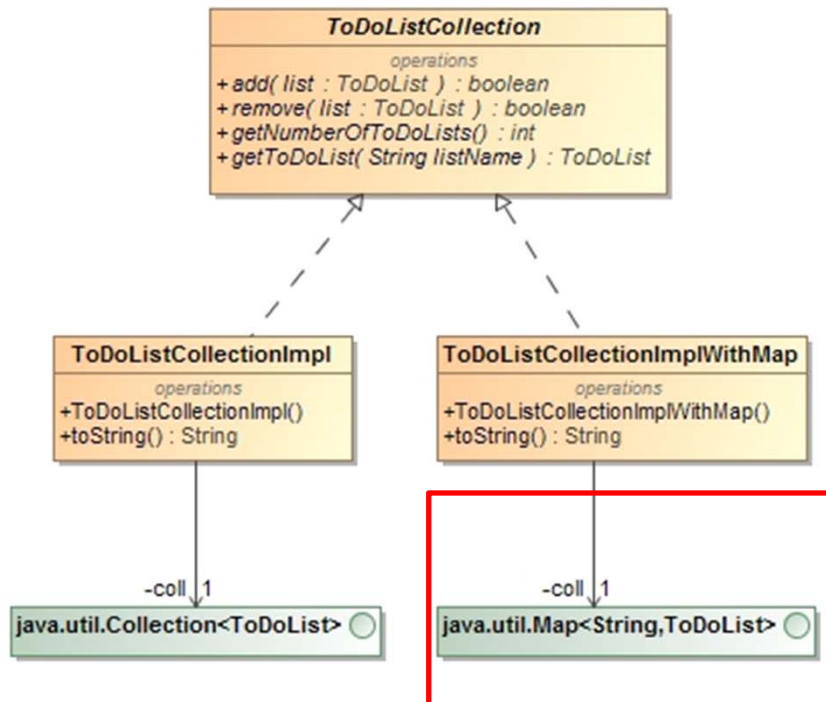 ToDoListCollection
operations
+add( list : ToDoList ) : boolean
+remove( list : ToDoList ) : boolean
+getNumberOfToDoLists() : int
+getToDoList( String listName ) : ToDoList
ToDoListCollectionImpl
operations
+ToDoListCollectionImpl()
+toString() : String
ToDoListCollectionImplWithMap
operations
+ToDoListCollectionImplWithMap()
+toString() : String
-coll 1
java.util.Collection<ToDoList>
-coll 1
java.util.Map<String,ToDoList>